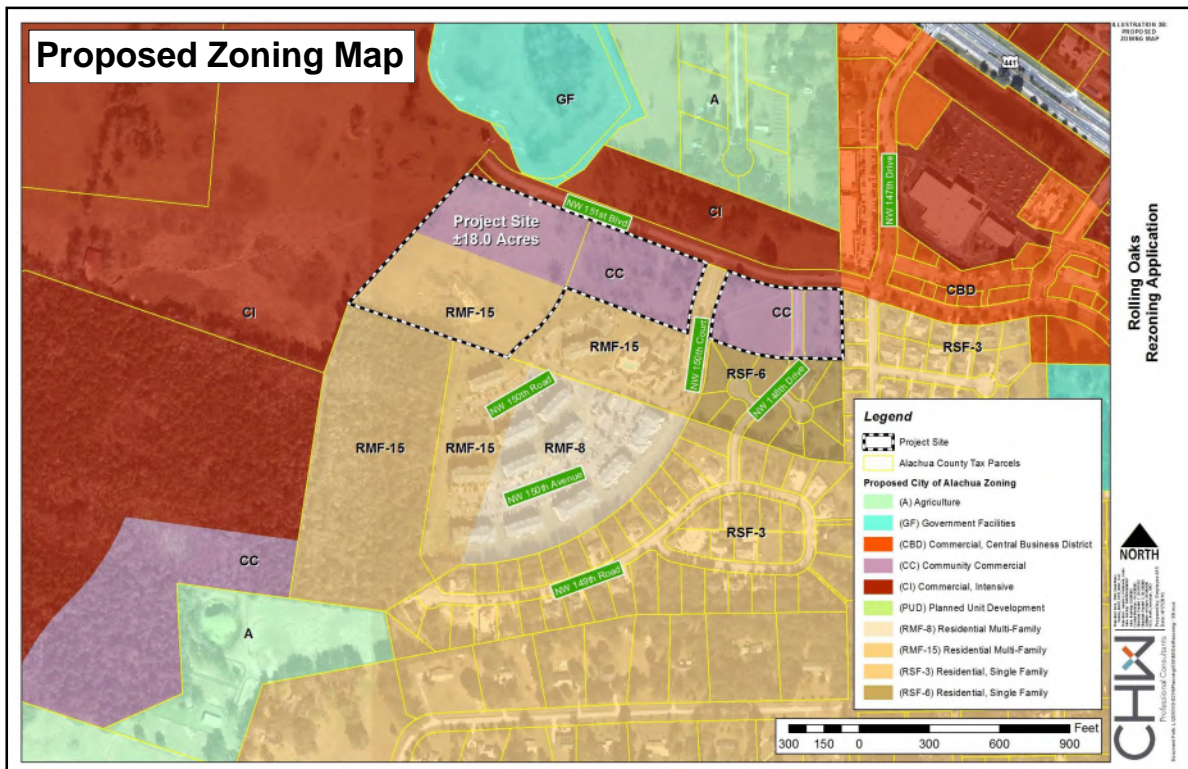 Proposed Zoning Map
ILLUSTRATION 3B:
PROPOSED
ZONING MAP
441
GF
A
NW 147th Drive
NW 151st Blvd
CI
Project Site
±18.0 Acres
CC
CC
CBD
CI
RMF-15
RMF-15
NW 150th Court
RSF-6
NW 148th Drive
RSF-3
NW 150th Road
RMF-15
RMF-15
RMF-8
NW 150th Avenue
RSF-3
CC
NW 149th Road
A
Legend
Project Site
Alachua County Tax Parcels
Proposed City of Alachua Zoning
(A) Agriculture
(GF) Government Facilities
(CBD) Commercial, Central Business District
(CC) Community Commercial
(CI) Commercial, Intensive
(PUD) Planned Unit Development
(RMF-8) Residential Multi-Family
(RMF-15) Residential Multi-Family
(RSF-3) Residential, Single Family
(RSF-6) Residential, Single Family
Feet
300 150 0 300 600 900
Rolling Oaks
Rezoning Application
NORTH
CHW
Professional Consultants